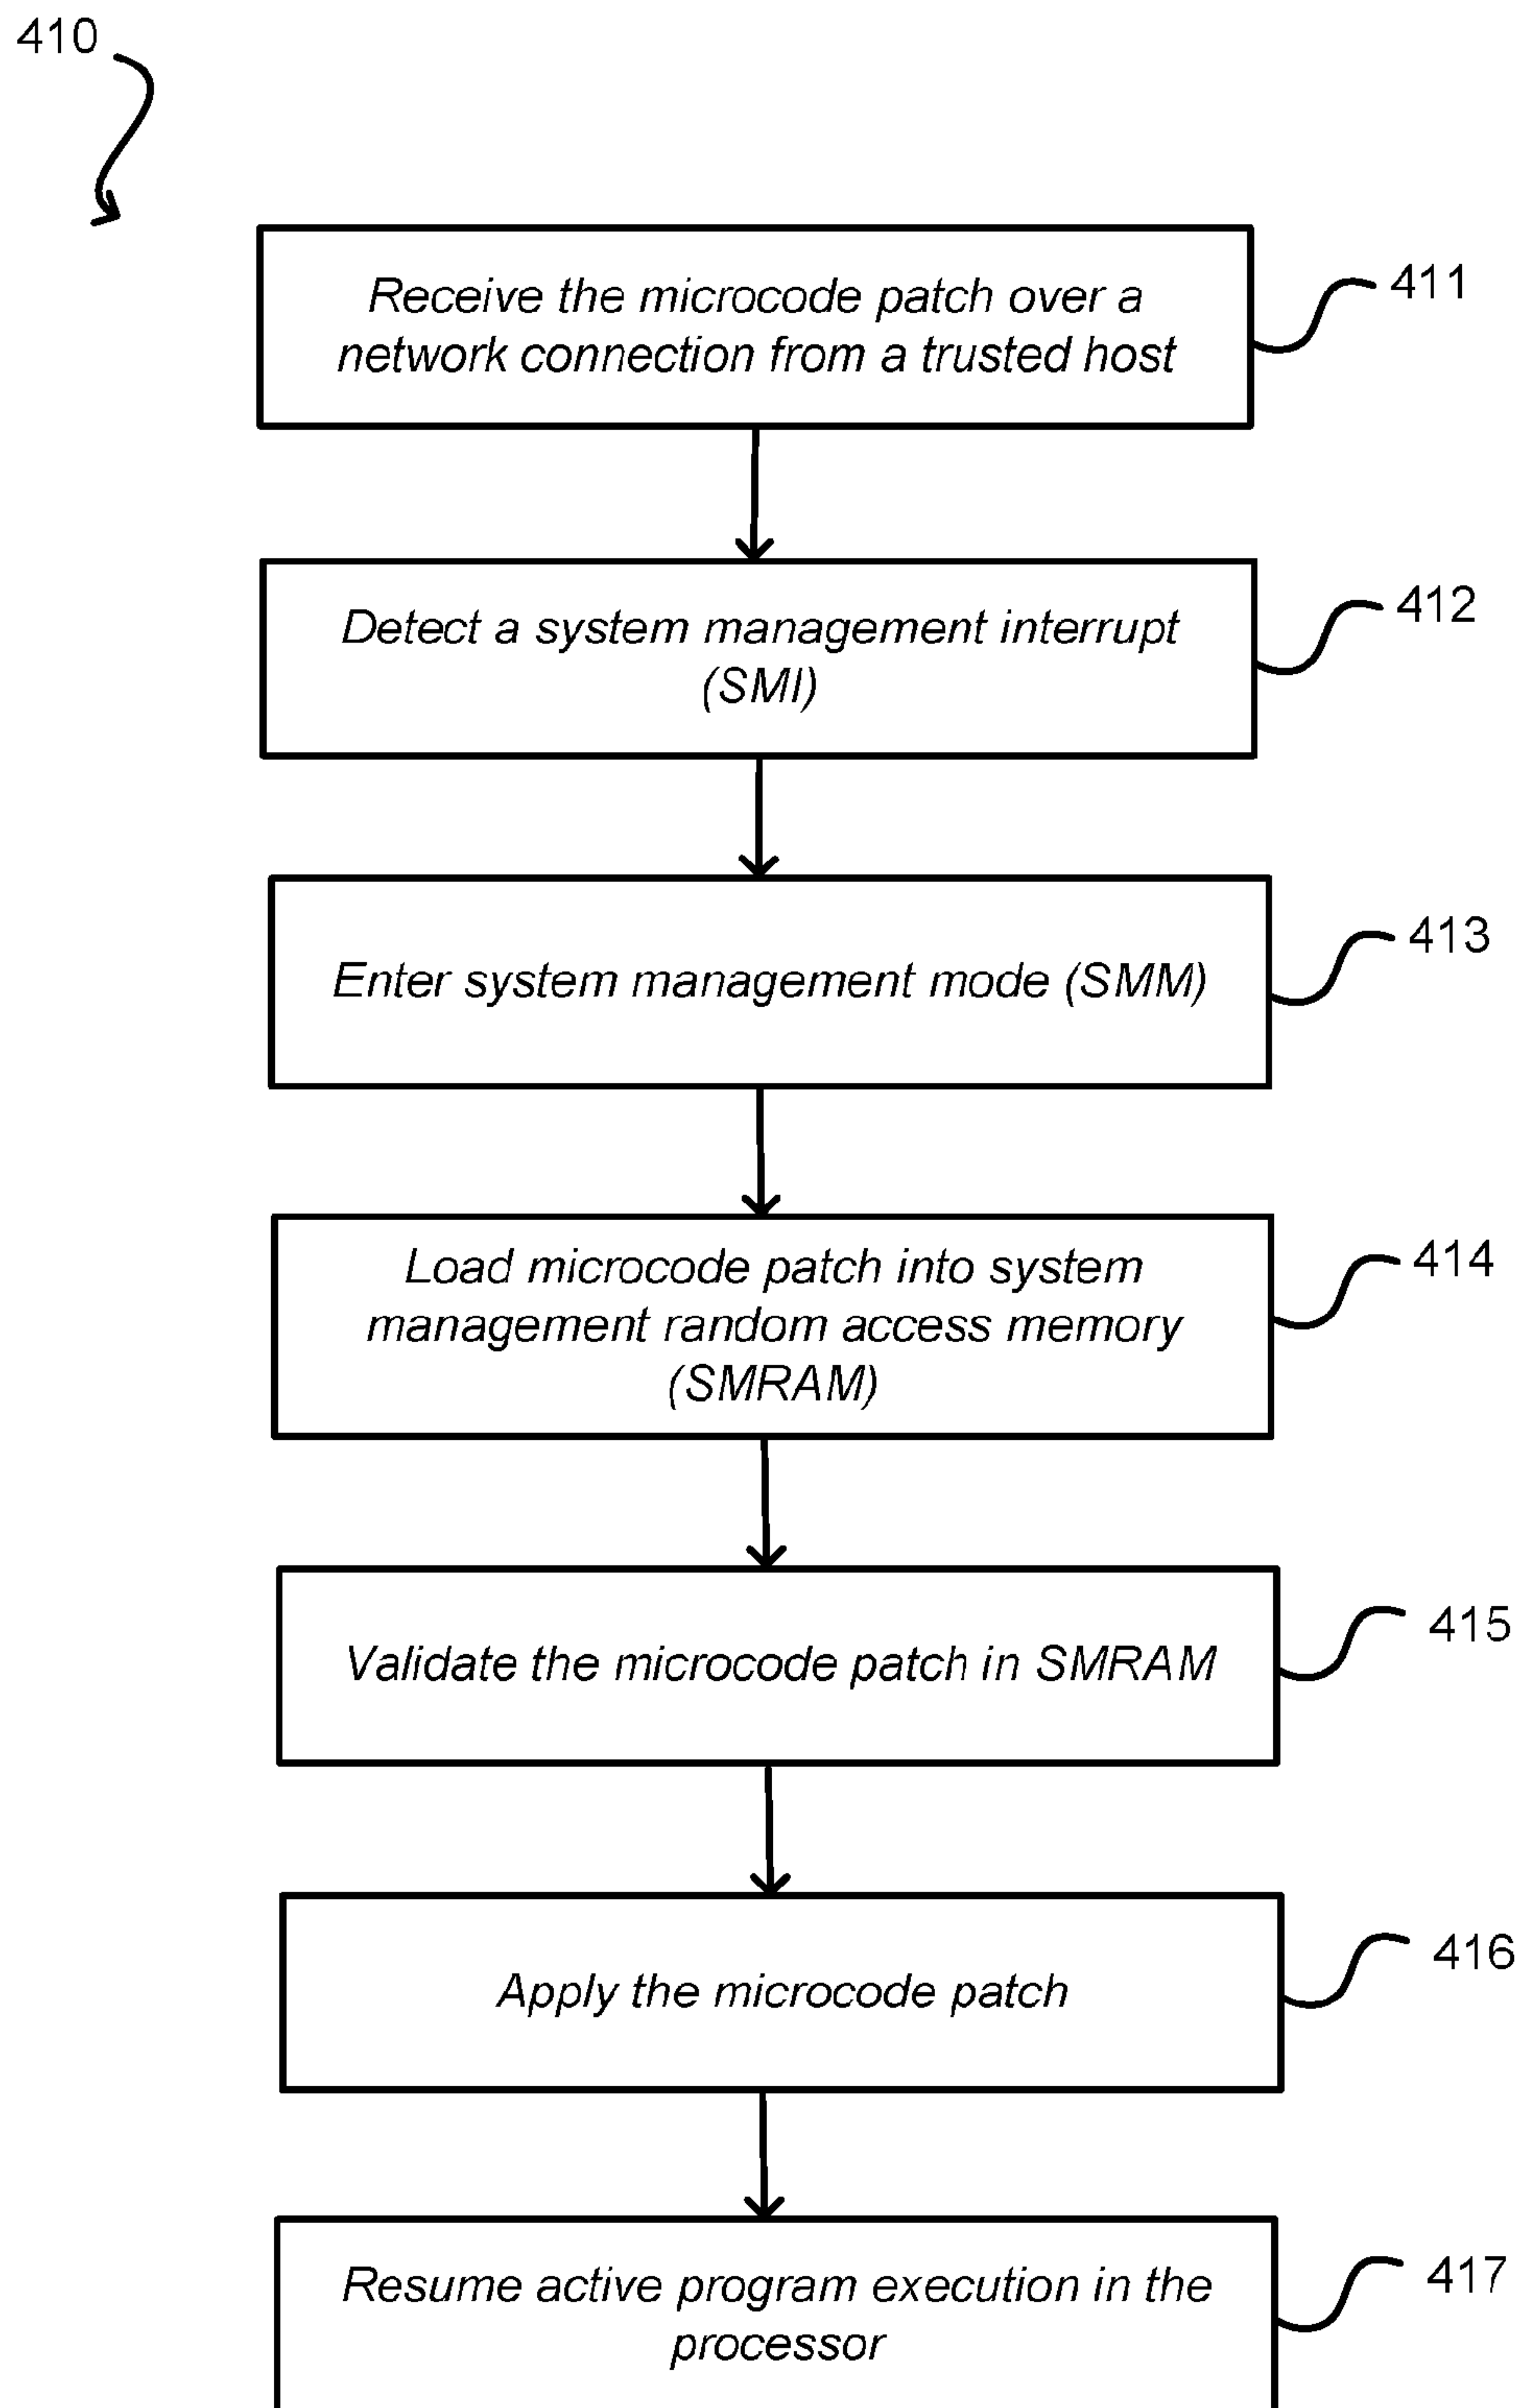 410
Receive the microcode patch over a
network connection from a trusted host
411
Detect a system management interrupt
(SMI)
412
Enter system management mode (SMM)
413
Load microcode patch into system
management random access memory
(SMRAM)
414
Validate the microcode patch in SMRAM
415
Apply the microcode patch
416
Resume active program execution in the
processor
417